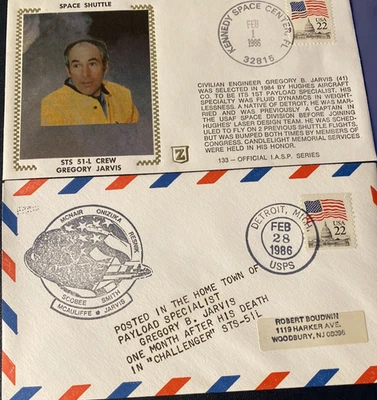 SPACE SHUTTLE
STS 51-L CREW
GREGORY JARVIS
KENNEDY SPACE CENTER, FL
FEB
1
1986
32815
USA
22
CIVILIAN ENGINEER GREGORY B. JARVIS (41)
WAS SELECTED IN 1984 BY HUGHES AIRCRAFT
CO. TO BE ITS 1ST PAYLOAD SPECIALIST. HIS
SPECIALTY WAS FLUID DYNAMICS IN WEIGHT-
LESSNESS. A NATIVE OF DETROIT, HE WAS MAR-
RIED AND WAS PREVIOUSLY A CAPTAIN IN
THE USAF SPACE DIVISION BEFORE JOINING
HUGHES' LASER DESIGN TEAM. HE WAS SCHED-
ULED TO FLY ON 2 PREVIOUS SHUTTLE FLIGHTS,
BUT WAS BUMPED BOTH TIMES BY MEMBERS OF
CONGRESS. CANDLELIGHT MEMORIAL SERVICES
WERE HELD IN HIS HONOR.
133 - OFFICIAL I.A.S.P. SERIES
Z
McNAIR ONIZUKA RESNIK
SCOBEE SMITH
McAULIFFE JARVIS
DETROIT, MICH.
FEB
28
1986
USPS
USA
22
POSTED IN THE HOME TOWN OF
PAYLOAD SPECIALIST
GREGORY B. JARVIS
ONE MONTH AFTER HIS DEATH
IN "CHALLENGER" STS-51L
ROBERT BOUDWIN
1119 HARKER AVE.
WOODBURY, NJ 08096